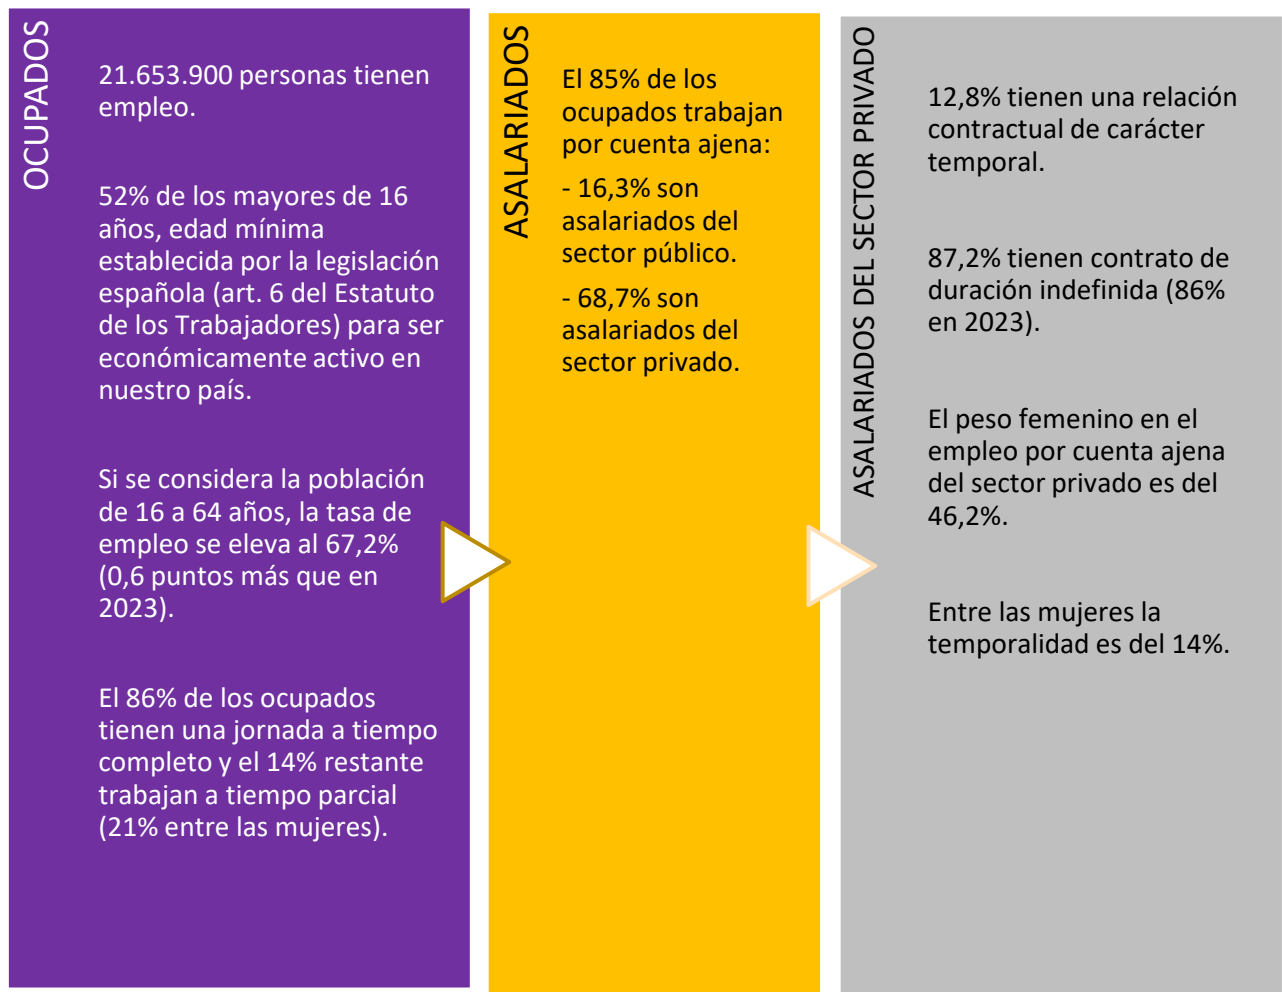 OCUPADOS
21.653.900 personas tienen
empleo.
52% de los mayores de 16
años, edad mínima
establecida por la legislación
española (art. 6 del Estatuto
de los Trabajadores) para ser
económicamente activo en
nuestro país.
Si se considera la población
de 16 a 64 años, la tasa de
empleo se eleva al 67,2%
(0,6 puntos más que en
2023).
El 86% de los ocupados
tienen una jornada a tiempo
completo y el 14% restante
trabajan a tiempo parcial
(21% entre las mujeres).
ASALARIADOS
El 85% de los
ocupados trabajan
por cuenta ajena:
- 16,3% son
asalariados del
sector público.
- 68,7% son
asalariados del
sector privado.
ASALARIADOS DEL SECTOR PRIVADO
12,8% tienen una relación
contractual de carácter
temporal.
87,2% tienen contrato de
duración indefinida (86%
en 2023).
El peso femenino en el
empleo por cuenta ajena
del sector privado es del
46,2%.
Entre las mujeres la
temporalidad es del 14%.